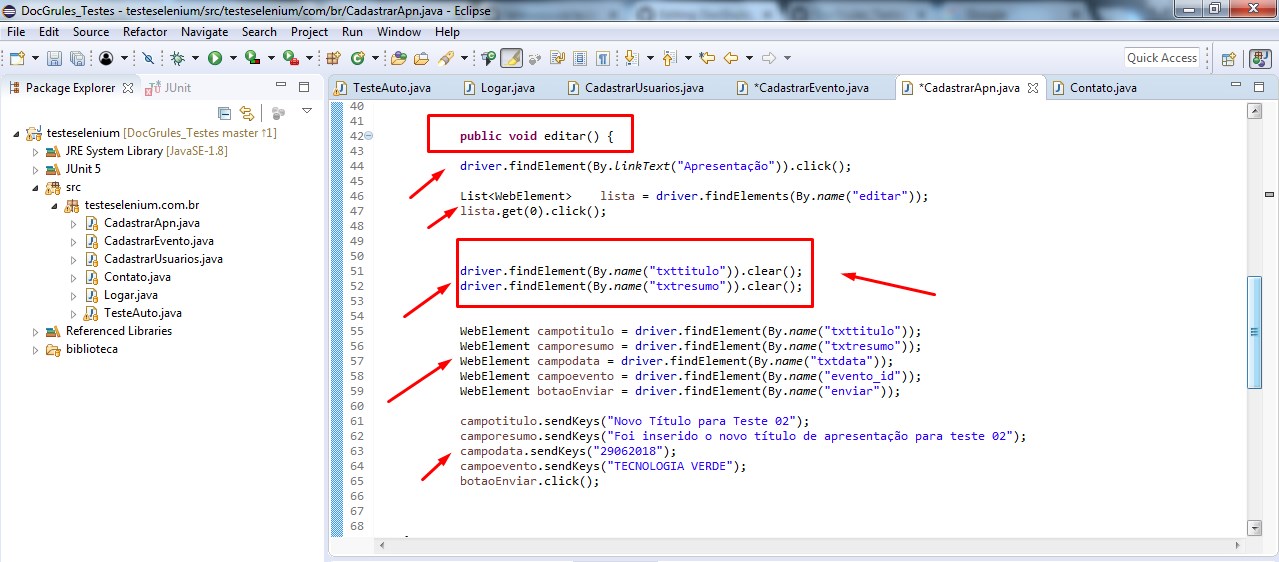 DocGrules_Testes - testeselenium/src/testeselenium/com/br/CadastrarApn.java - Eclipse
File Edit Source Refactor Navigate Search Project Run Window Help
Quick Access
Package Explorer JUnit
testeselenium [DocGrules_Testes master ↑1]
JRE System Library [JavaSE-1.8]
JUnit 5
src
testeselenium.com.br
CadastrarApn.java
CadastrarEvento.java
CadastrarUsuarios.java
Contato.java
Logar.java
TesteAuto.java
Referenced Libraries
biblioteca
TesteAuto.java Logar.java CadastrarUsuarios.java *CadastrarEvento.java *CadastrarApn.java Contato.java
40
41
42 public void editar() {
43
44 driver.findElement(By.linkText("Apresentação")).click();
45
46 List<WebElement> lista = driver.findElements(By.name("editar"));
47 lista.get(0).click();
48
49
50
51 driver.findElement(By.name("txttitulo")).clear();
52 driver.findElement(By.name("txtresumo")).clear();
53
54
55 WebElement campotitulo = driver.findElement(By.name("txttitulo"));
56 WebElement camporesumo = driver.findElement(By.name("txtresumo"));
57 WebElement campodata = driver.findElement(By.name("txtdata"));
58 WebElement campoevento = driver.findElement(By.name("evento_id"));
59 WebElement botaoEnviar = driver.findElement(By.name("enviar"));
60
61 campotitulo.sendKeys("Novo Título para Teste 02");
62 camporesumo.sendKeys("Foi inserido o novo título de apresentação para teste 02");
63 campodata.sendKeys("29062018");
64 campoevento.sendKeys("TECNOLOGIA VERDE");
65 botaoEnviar.click();
66
67
68